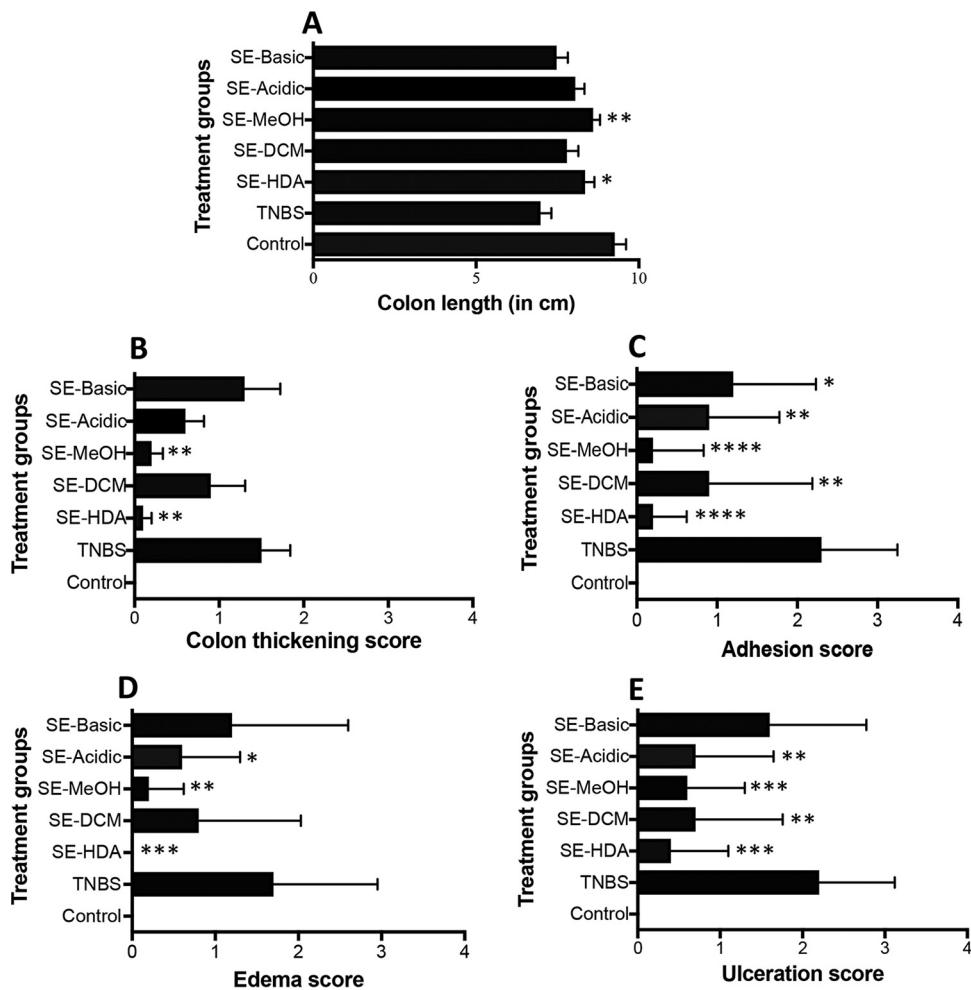 A
Treatment groups
SE-Basic
SE-Acidic
SE-MeOH **
SE-DCM
SE-HDA *
TNBS
Control
0 5 10
Colon length (in cm)
B
Treatment groups
SE-Basic
SE-Acidic
SE-MeOH **
SE-DCM
SE-HDA **
TNBS
Control
0 1 2 3 4
Colon thickening score
C
Treatment groups
SE-Basic *
SE-Acidic **
SE-MeOH ****
SE-DCM **
SE-HDA ****
TNBS
Control
0 1 2 3 4
Adhesion score
D
Treatment groups
SE-Basic
SE-Acidic *
SE-MeOH **
SE-DCM
SE-HDA ***
TNBS
Control
0 1 2 3 4
Edema score
E
Treatment groups
SE-Basic
SE-Acidic **
SE-MeOH ***
SE-DCM **
SE-HDA ***
TNBS
Control
0 1 2 3 4
Ulceration score